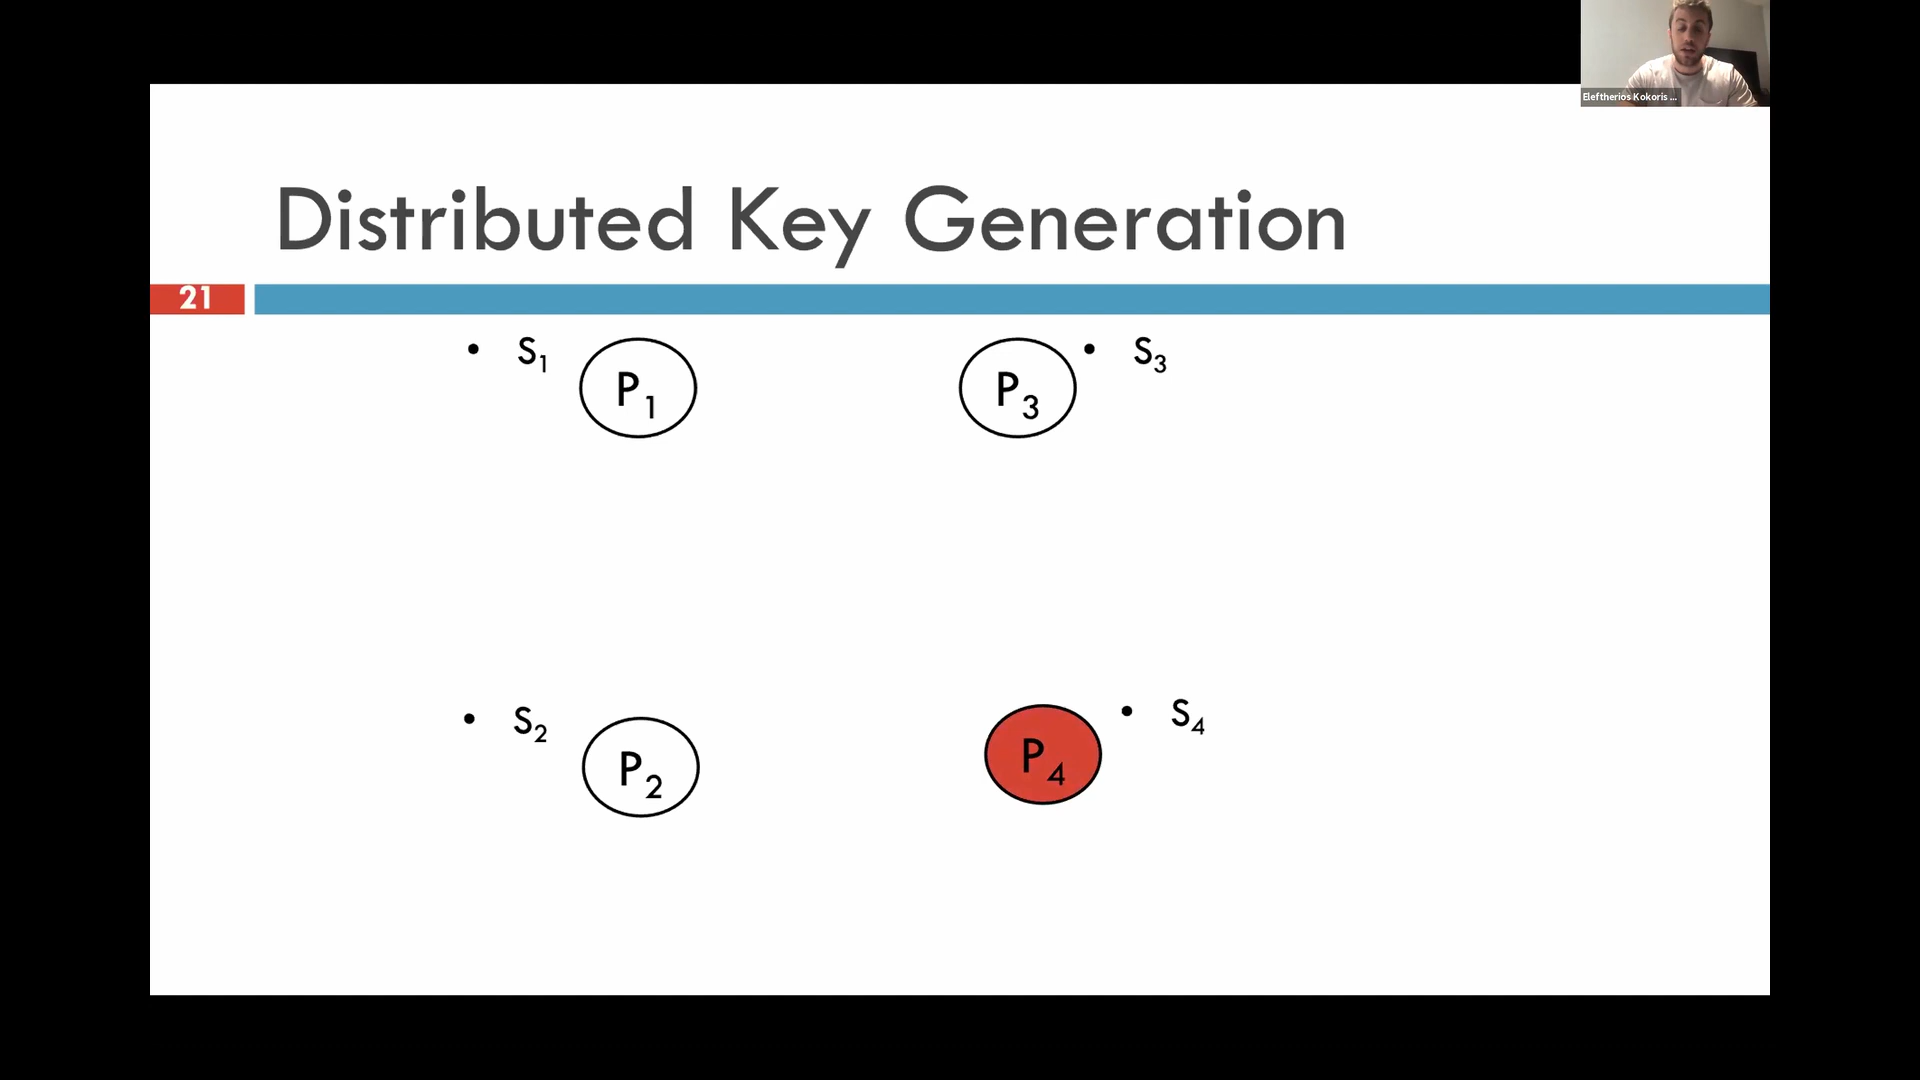 Eleftherios Kokoris ...
Distributed Key Generation
21
• S₁ P₁
P₃ • S₃
• S₂ P₂
P₄ • S₄